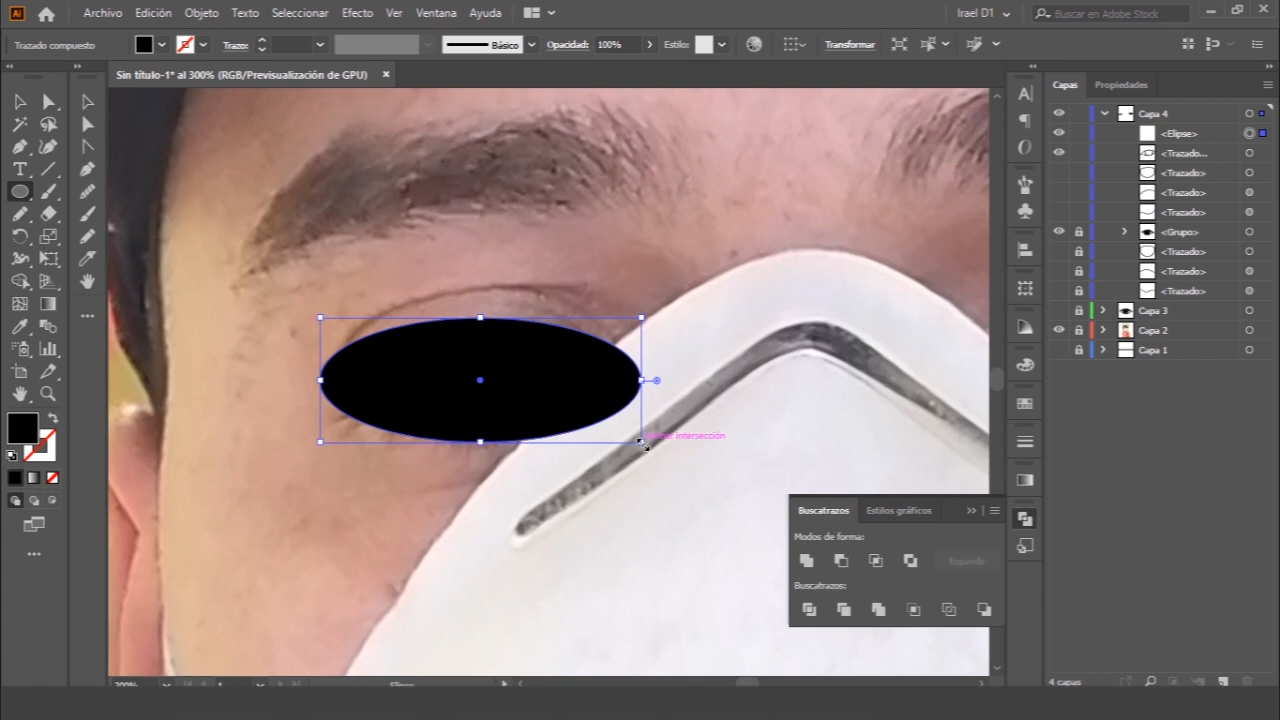 Ai Archivo Edición Objeto Texto Seleccionar Efecto Ver Ventana Ayuda Irael D1 Buscar en Adobe Stock
Trazado compuesto Trazo: Básico Opacidad: 100% Estilo: Transformar
Sin título-1* al 300% (RGB/Previsualización de GPU) ×
Capas Propiedades
Capa 4
<Elipse>
<Trazado...
<Trazado>
<Trazado>
<Trazado>
<Grupo>
<Trazado>
<Trazado>
<Trazado>
Capa 3
Capa 2
Capa 1
intersección
Buscatrazos Estilos gráficos
Modos de forma:
Expandir
Buscatrazos:
300% 1 Elipse
4 capas